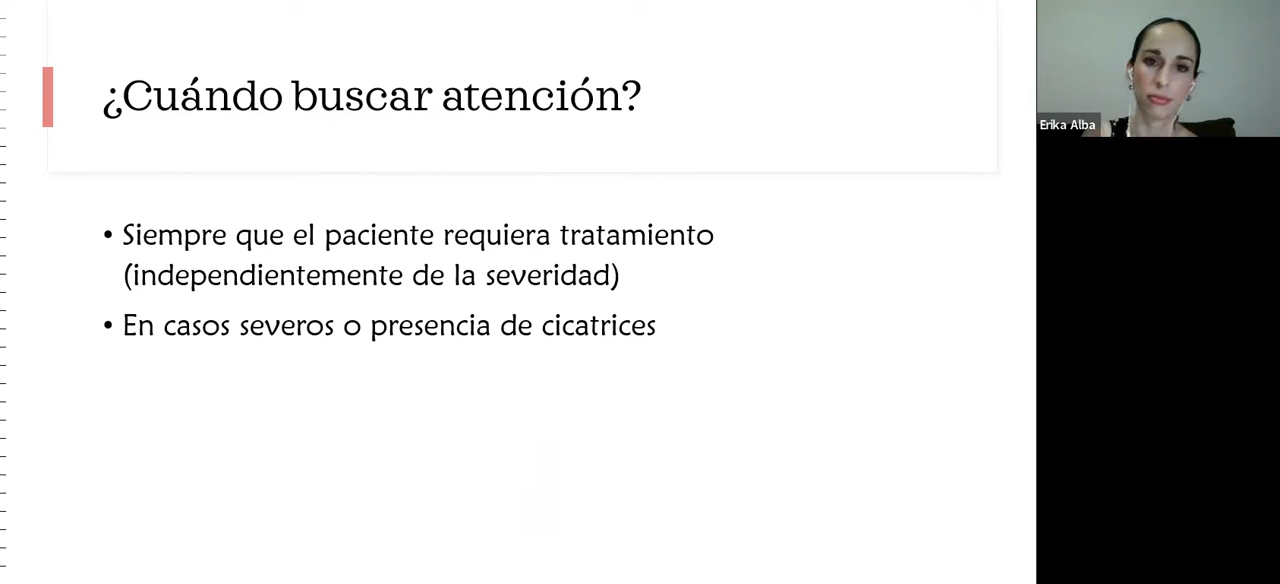 ¿Cuándo buscar atención?
• Siempre que el paciente requiera tratamiento
(independientemente de la severidad)
• En casos severos o presencia de cicatrices
Erika Alba